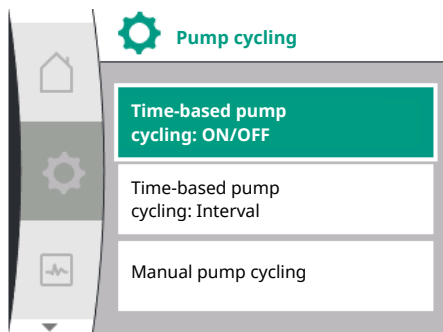 Pump cycling
Time-based pump
cycling: ON/OFF
Time-based pump
cycling: Interval
Manual pump cycling